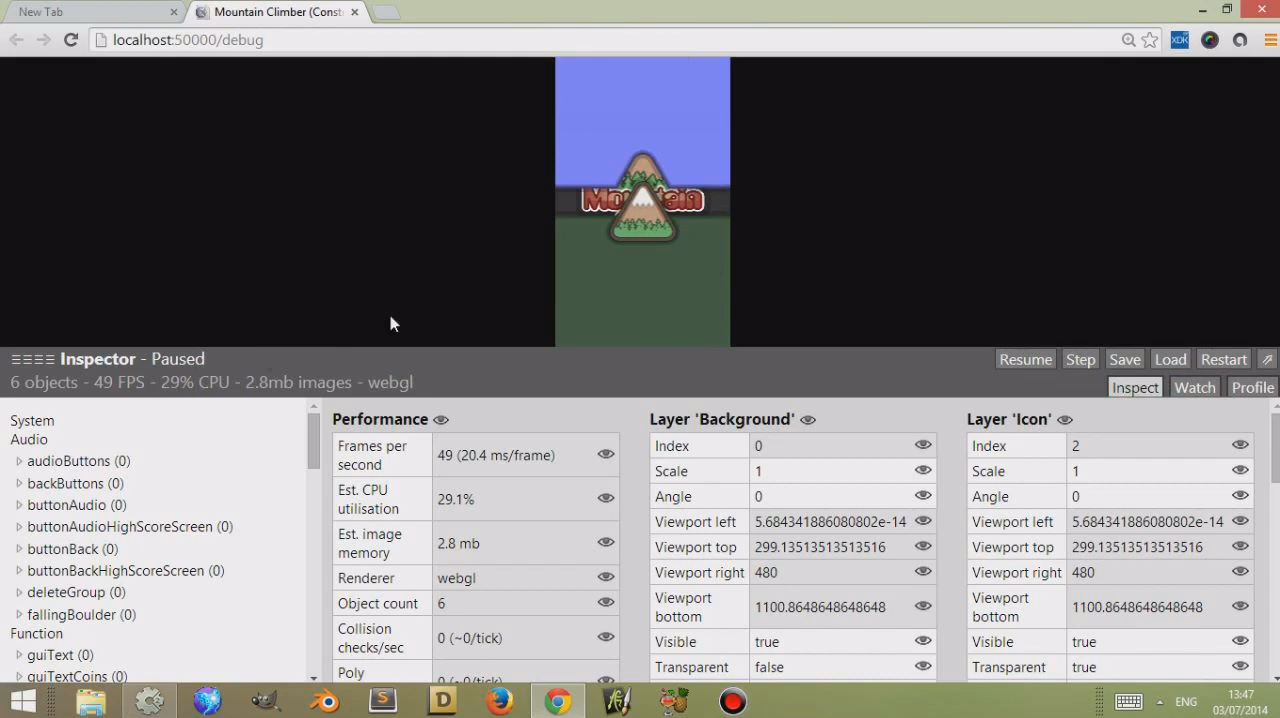 New Tab
Mountain Climber (Const
localhost:50000/debug
XDK
Mountain
Inspector - Paused
Resume
Step
Save
Load
Restart
6 objects - 49 FPS - 29% CPU - 2.8mb images - webgl
Inspect
Watch
Profile
System
Audio
audioButtons (0)
backButtons (0)
buttonAudio (0)
buttonAudioHighScoreScreen (0)
buttonBack (0)
buttonBackHighScoreScreen (0)
deleteGroup (0)
fallingBoulder (0)
Function
guiText (0)
guiTextCoins (0)
Performance
Frames per second
49 (20.4 ms/frame)
Est. CPU utilisation
29.1%
Est. image memory
2.8 mb
Renderer
webgl
Object count
6
Collision checks/sec
0 (~0/tick)
Poly
0 (~0/tick)
Layer 'Background'
Index
0
Scale
1
Angle
0
Viewport left
5.684341886080802e-14
Viewport top
299.13513513513516
Viewport right
480
Viewport bottom
1100.8648648648648
Visible
true
Transparent
false
Layer 'Icon'
Index
2
Scale
1
Angle
0
Viewport left
5.684341886080802e-14
Viewport top
299.13513513513516
Viewport right
480
Viewport bottom
1100.8648648648648
Visible
true
Transparent
true
S
D
ENG
13:47
03/07/2014